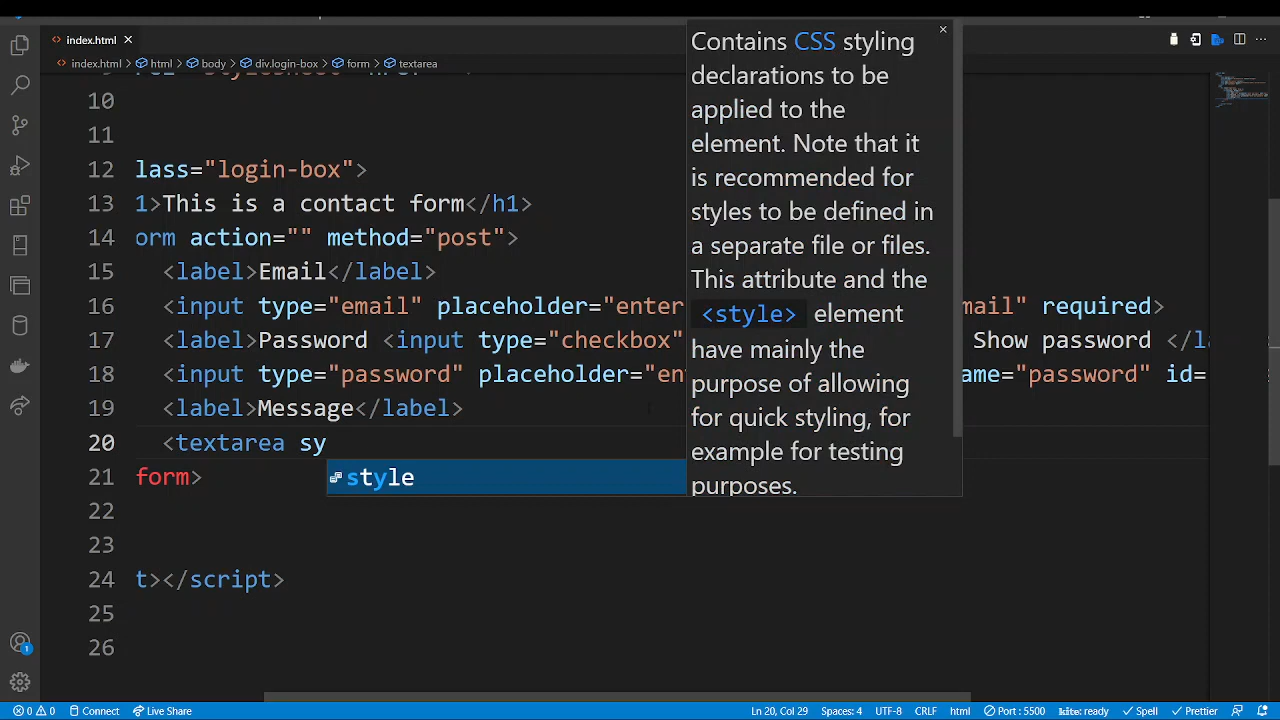 index.html
index.html html body div.login-box form textarea
10
11
12 lass="login-box">
13 1>This is a contact form</h1>
14 orm action="" method="post">
15 <label>Email</label>
16 <input type="email" placeholder="enter mail" required>
17 <label>Password <input type="checkbox" Show password </l
18 <input type="password" placeholder="en ame="password" id=
19 <label>Message</label>
20 <textarea sy
style
21 form>
22
23
24 t></script>
25
26
Contains CSS styling
declarations to be
applied to the
element. Note that it
is recommended for
styles to be defined in
a separate file or files.
This attribute and the
<style> element
have mainly the
purpose of allowing
for quick styling, for
example for testing
purposes.
1
0 0 Connect Live Share Ln 20, Col 29 Spaces: 4 UTF-8 CRLF html Port : 5500 kite: ready Spell Prettier